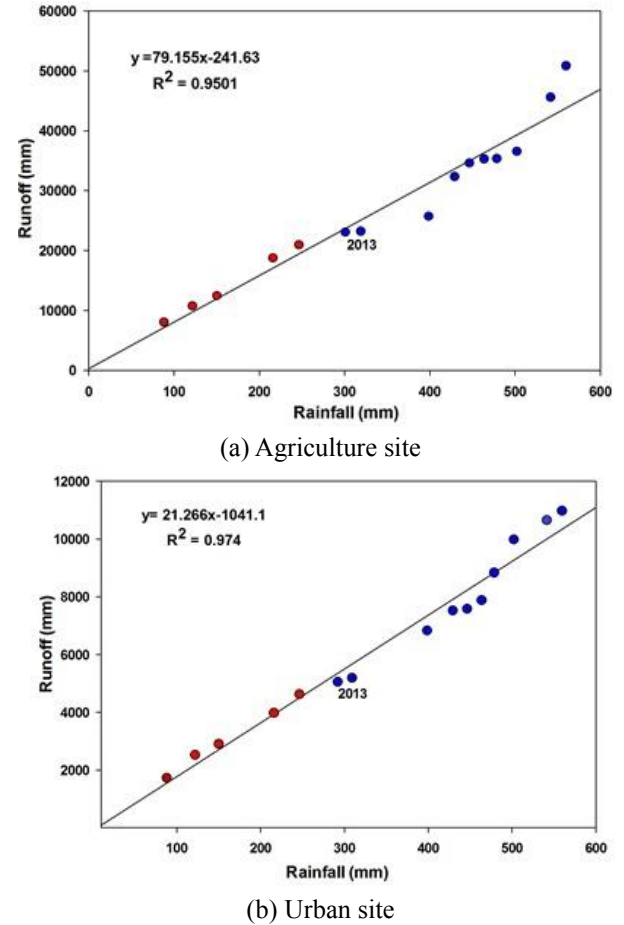 60000
y =79.155x-241.63
R² = 0.9501
50000
40000
Runoff (mm)
30000
20000
2013
10000
0
0 100 200 300 400 500 600
Rainfall (mm)
(a) Agriculture site
12000
y= 21.266x-1041.1
R² = 0.974
10000
8000
Runoff (mm)
6000
2013
4000
2000
100 200 300 400 500 600
Rainfall (mm)
(b) Urban site